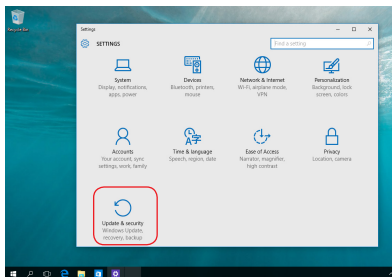 Recycle Bin
Settings
SETTINGS
Find a setting
System
Display, notifications,
apps, power
Devices
Bluetooth, printers,
mouse
Network & Internet
Wi-Fi, airplane mode,
VPN
Personalization
Background, lock
screen, colors
Accounts
Your account, sync
settings, work, family
Time & language
Speech, region, date
Ease of Access
Narrator, magnifier,
high contrast
Privacy
Location, camera
Update & security
Windows Update,
recovery, backup